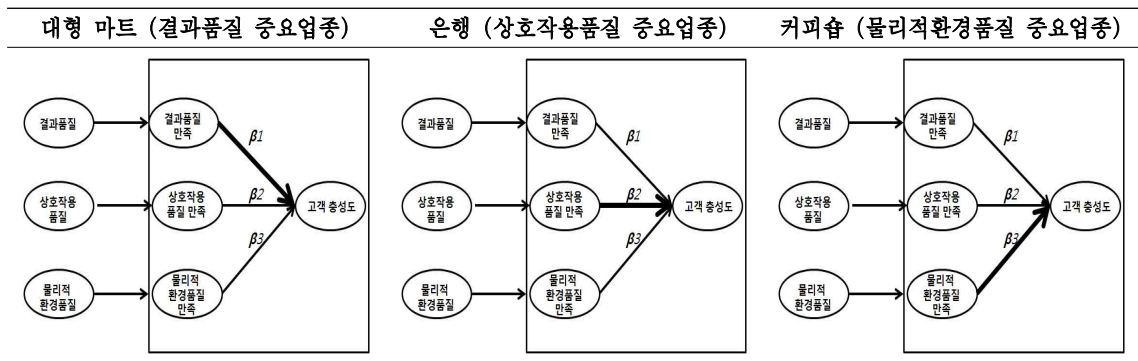 대형 마트 (결과품질 중요업종)
결과품질
결과품질
만족
β1
상호작용
품질
상호작용
품질 만족
β2
고객 충성도
β3
물리적
환경품질
물리적
환경품질
만족
은행 (상호작용품질 중요업종)
결과품질
결과품질
만족
β1
상호작용
품질
상호작용
품질 만족
β2
고객 충성도
β3
물리적
환경품질
물리적
환경품질
만족
커피숍 (물리적환경품질 중요업종)
결과품질
결과품질
만족
β1
상호작용
품질
상호작용
품질 만족
β2
고객 충성도
β3
물리적
환경품질
물리적
환경품질
만족